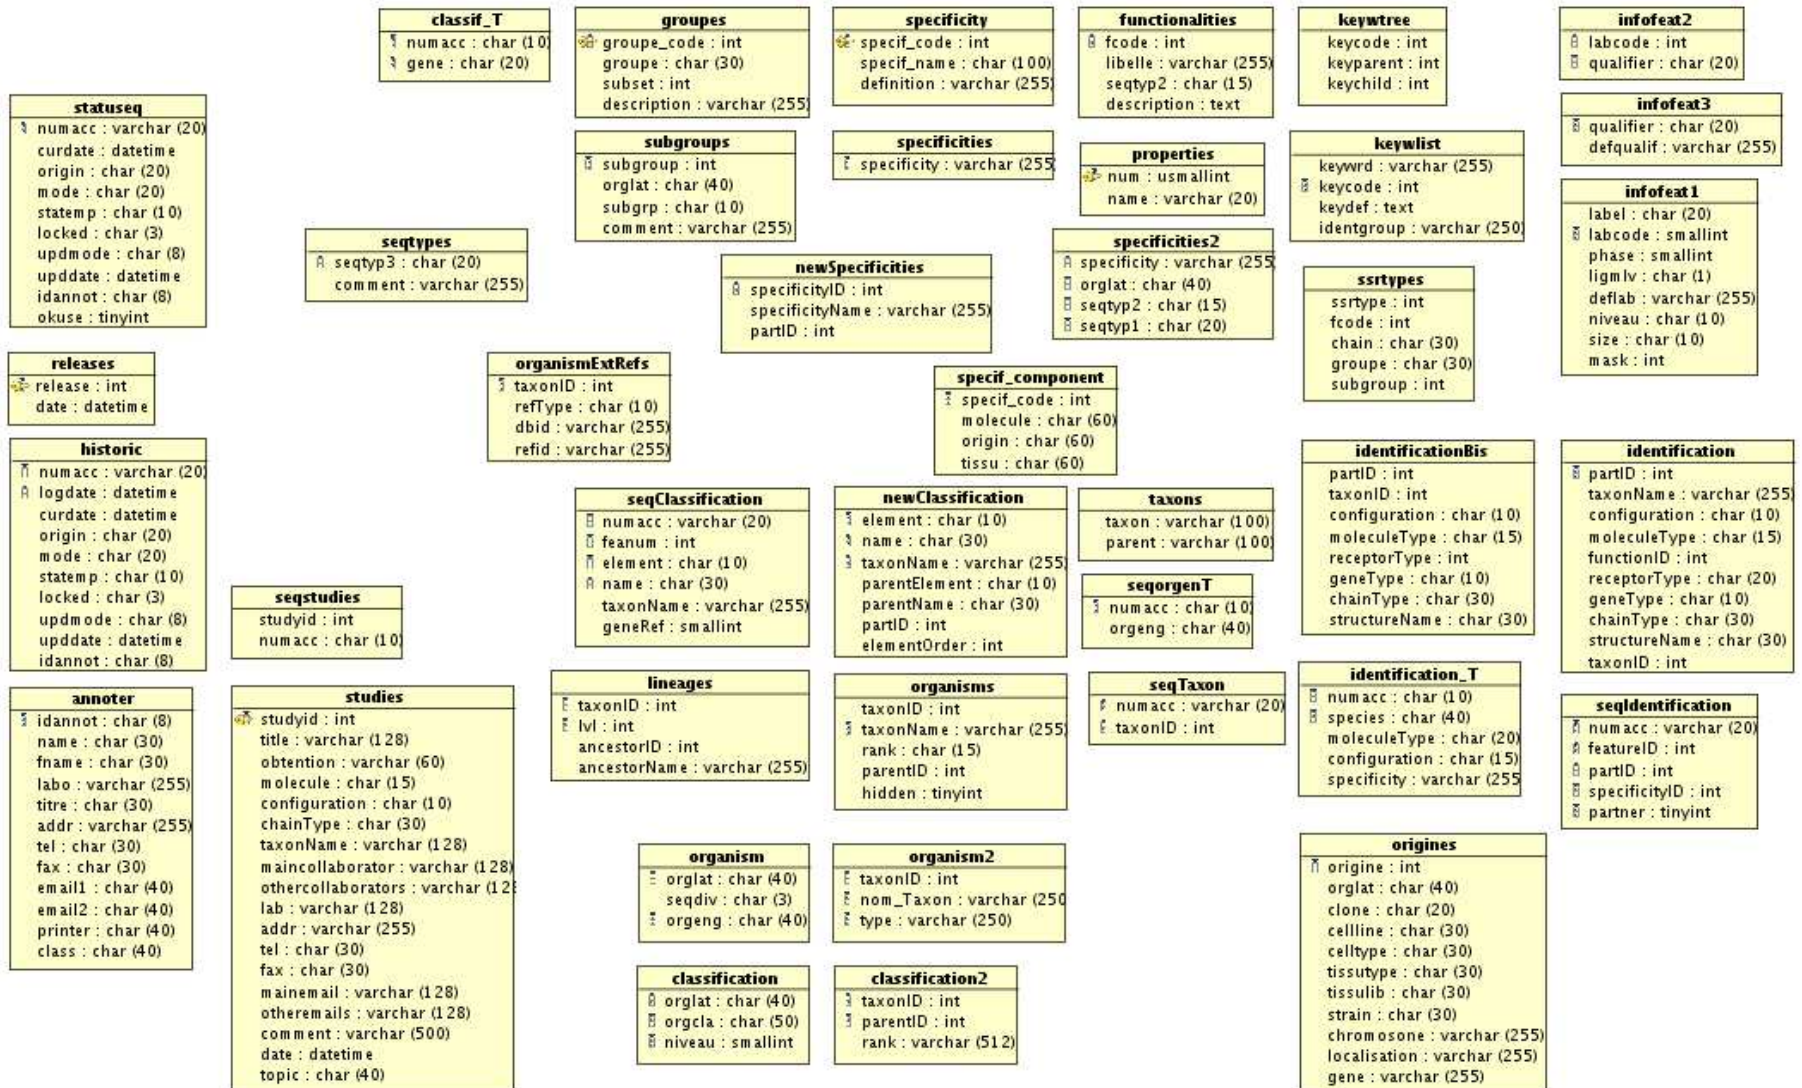 classif_T
numacc : char (10)
gene : char (20)
groupes
groupe_code : int
groupe : char (30)
subset : int
description : varchar (255)
specificity
specif_code : int
specif_name : char (100)
definition : varchar (255)
functionalities
fcode : int
libelle : varchar (255)
seqtyp2 : char (15)
description : text
keywtree
keycode : int
keyparent : int
keychild : int
infofeat2
labcode : int
qualifier : char (20)
statuseq
numacc : varchar (20)
curdate : datetime
origin : char (20)
mode : char (20)
statemp : char (10)
locked : char (3)
updmode : char (8)
upddate : datetime
idannot : char (8)
okuse : tinyint
infofeat3
qualifier : char (20)
defqualif : varchar (255)
subgroups
subgroup : int
orglat : char (40)
subgrp : char (10)
comment : varchar (255)
specificities
specificity : varchar (255
properties
num : usmallint
name : varchar (20)
keywlist
keywrd : varchar (255)
keycode : int
keydef : text
identgroup : varchar (250)
infofeat1
label : char (20)
labcode : smallint
phase : smallint
ligmlv : char (1)
deflab : varchar (255)
niveau : char (10)
size : char (10)
mask : int
seqtypes
seqtyp3 : char (20)
comment : varchar (255)
newSpecificities
specificityID : int
specificityName : varchar (255)
partID : int
specificities2
specificity : varchar (255
orglat : char (40)
seqtyp2 : char (15)
seqtyp1 : char (20)
ssrtypes
ssrtype : int
fcode : int
chain : char (30)
groupe : char (30)
subgroup : int
releases
release : int
date : datetime
organismExtRefs
taxonID : int
refType : char (10)
dbid : varchar (255)
refid : varchar (255)
specif_component
specif_code : int
molecule : char (60)
origin : char (60)
tissu : char (60)
historic
numacc : varchar (20)
logdate : datetime
curdate : datetime
origin : char (20)
mode : char (20)
statemp : char (10)
locked : char (3)
updmode : char (8)
upddate : datetime
idannot : char (8)
identificationBis
partID : int
taxonID : int
configuration : char (10)
moleculeType : char (15)
receptorType : int
geneType : char (10)
chainType : char (30)
structureName : char (30)
identification
partID : int
taxonName : varchar (255)
configuration : char (10)
moleculeType : char (15)
functionID : int
receptorType : char (20)
geneType : char (10)
chainType : char (30)
structureName : char (30)
taxonID : int
seqClassification
numacc : varchar (20)
feanum : int
element : char (10)
name : char (30)
taxonName : varchar (255)
geneRef : smallint
newClassification
element : char (10)
name : char (30)
taxonName : varchar (255)
parentElement : char (10)
parentName : char (30)
partID : int
elementOrder : int
taxons
taxon : varchar (100)
parent : varchar (100)
seqorgenT
numacc : char (10)
orgeng : char (40)
seqstudies
studyid : int
numacc : char (10)
annoter
idannot : char (8)
name : char (30)
fname : char (30)
labo : varchar (255)
titre : char (30)
addr : varchar (255)
tel : char (30)
fax : char (30)
email1 : char (40)
email2 : char (40)
printer : char (40)
class : char (40)
studies
studyid : int
title : varchar (128)
obtention : varchar (60)
molecule : char (15)
configuration : char (10)
chainType : char (30)
taxonName : varchar (128)
maincollaborator : varchar (128)
othercollaborators : varchar (128
lab : varchar (128)
addr : varchar (255)
tel : char (30)
fax : char (30)
mainemail : varchar (128)
otheremails : varchar (128)
comment : varchar (500)
date : datetime
topic : char (40)
lineages
taxonID : int
lvl : int
ancestorID : int
ancestorName : varchar (255)
organisms
taxonID : int
taxonName : varchar (255)
rank : char (15)
parentID : int
hidden : tinyint
seqTaxon
numacc : varchar (20)
taxonID : int
identification_T
numacc : char (10)
species : char (40)
moleculeType : char (20)
configuration : char (15)
specificity : varchar (255
seqIdentification
numacc : varchar (20)
featureID : int
partID : int
specificityID : int
partner : tinyint
organism
orglat : char (40)
seqdiv : char (3)
orgeng : char (40)
organism2
taxonID : int
nom_Taxon : varchar (250
type : varchar (250)
origines
origine : int
orglat : char (40)
clone : char (20)
cellline : char (30)
celltype : char (30)
tissutype : char (30)
tissulib : char (30)
strain : char (30)
chromosone : varchar (255)
localisation : varchar (255)
gene : varchar (255)
classification
orglat : char (40)
orgcla : char (50)
niveau : smallint
classification2
taxonID : int
parentID : int
rank : varchar (512)